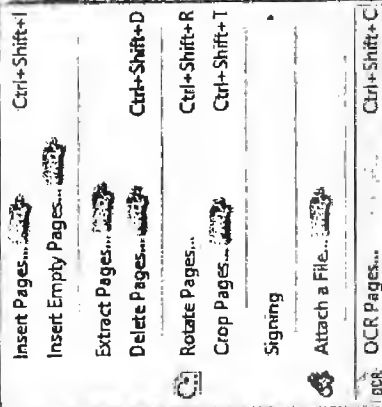 Insert Pages... Ctrl+Shift+I
Insert Empty Pages...
Extract Pages...
Delete Pages... Ctrl+Shift+D
Rotate Pages... Ctrl+Shift+R
Crop Pages... Ctrl+Shift+T
Signing
Attach a File...
OCR OCR Pages... Ctrl+Shift+C